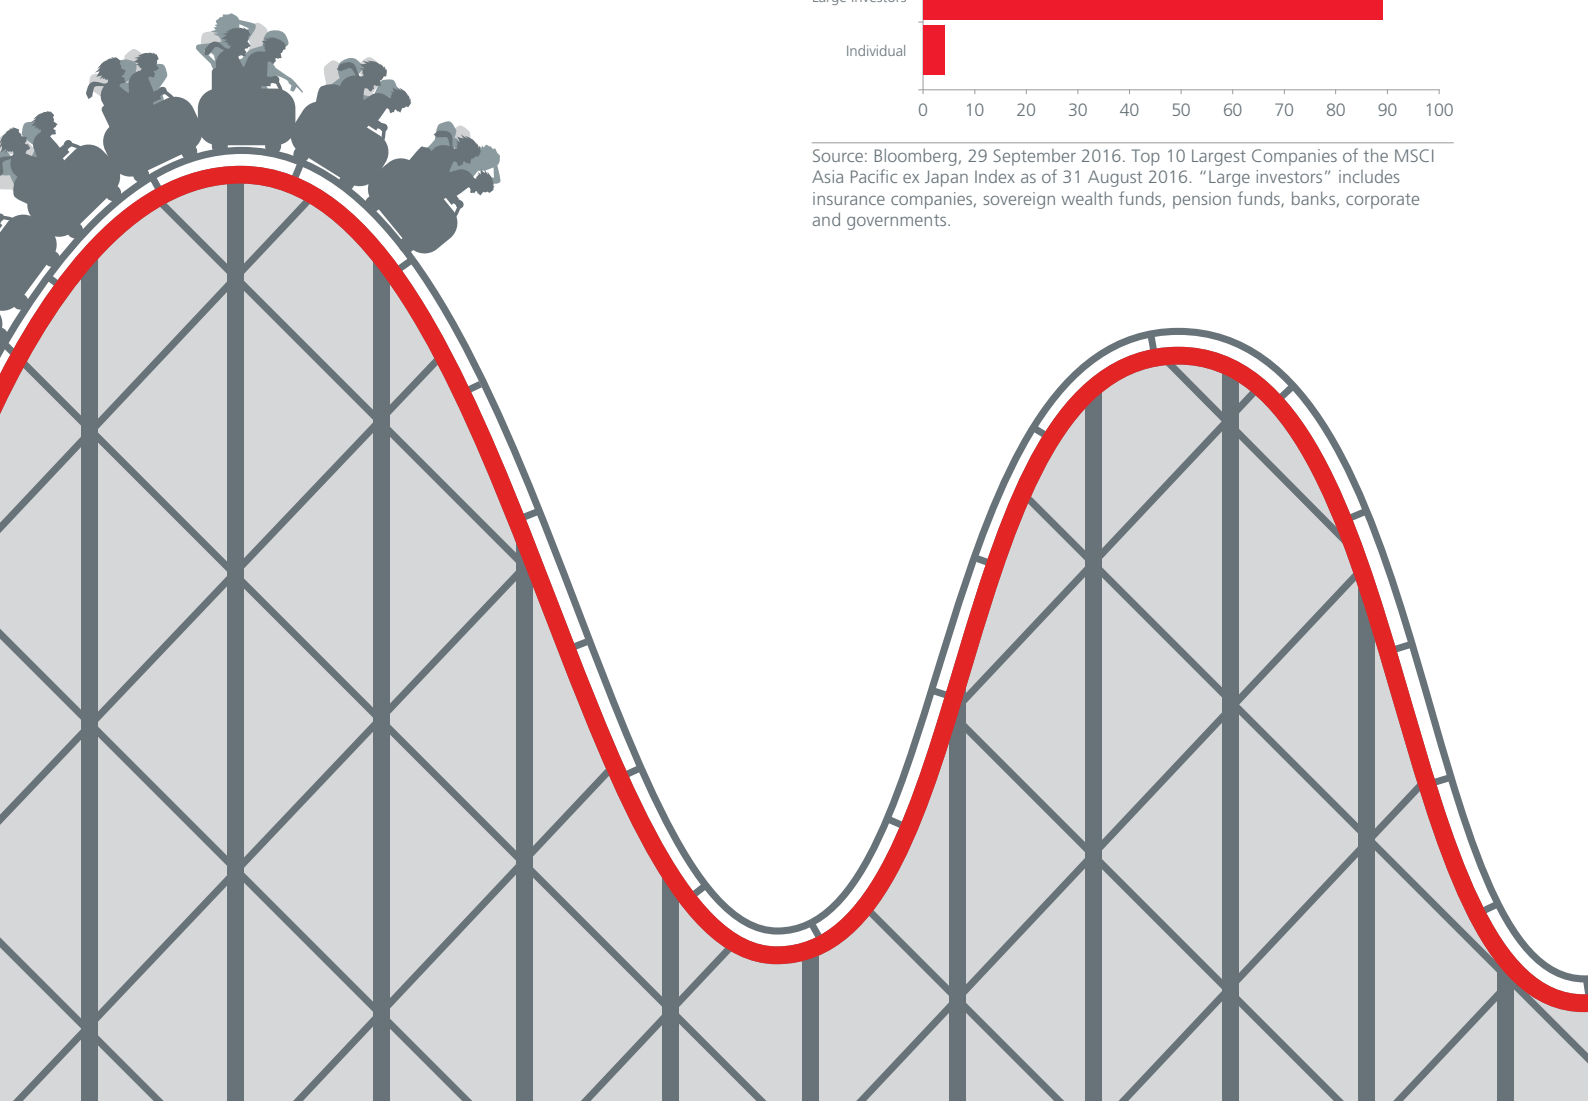 Large Investors
Individual
0 10 20 30 40 50 60 70 80 90 100
Source: Bloomberg, 29 September 2016. Top 10 Largest Companies of the MSCI
Asia Pacific ex Japan Index as of 31 August 2016. “Large investors” includes
insurance companies, sovereign wealth funds, pension funds, banks, corporate
and governments.